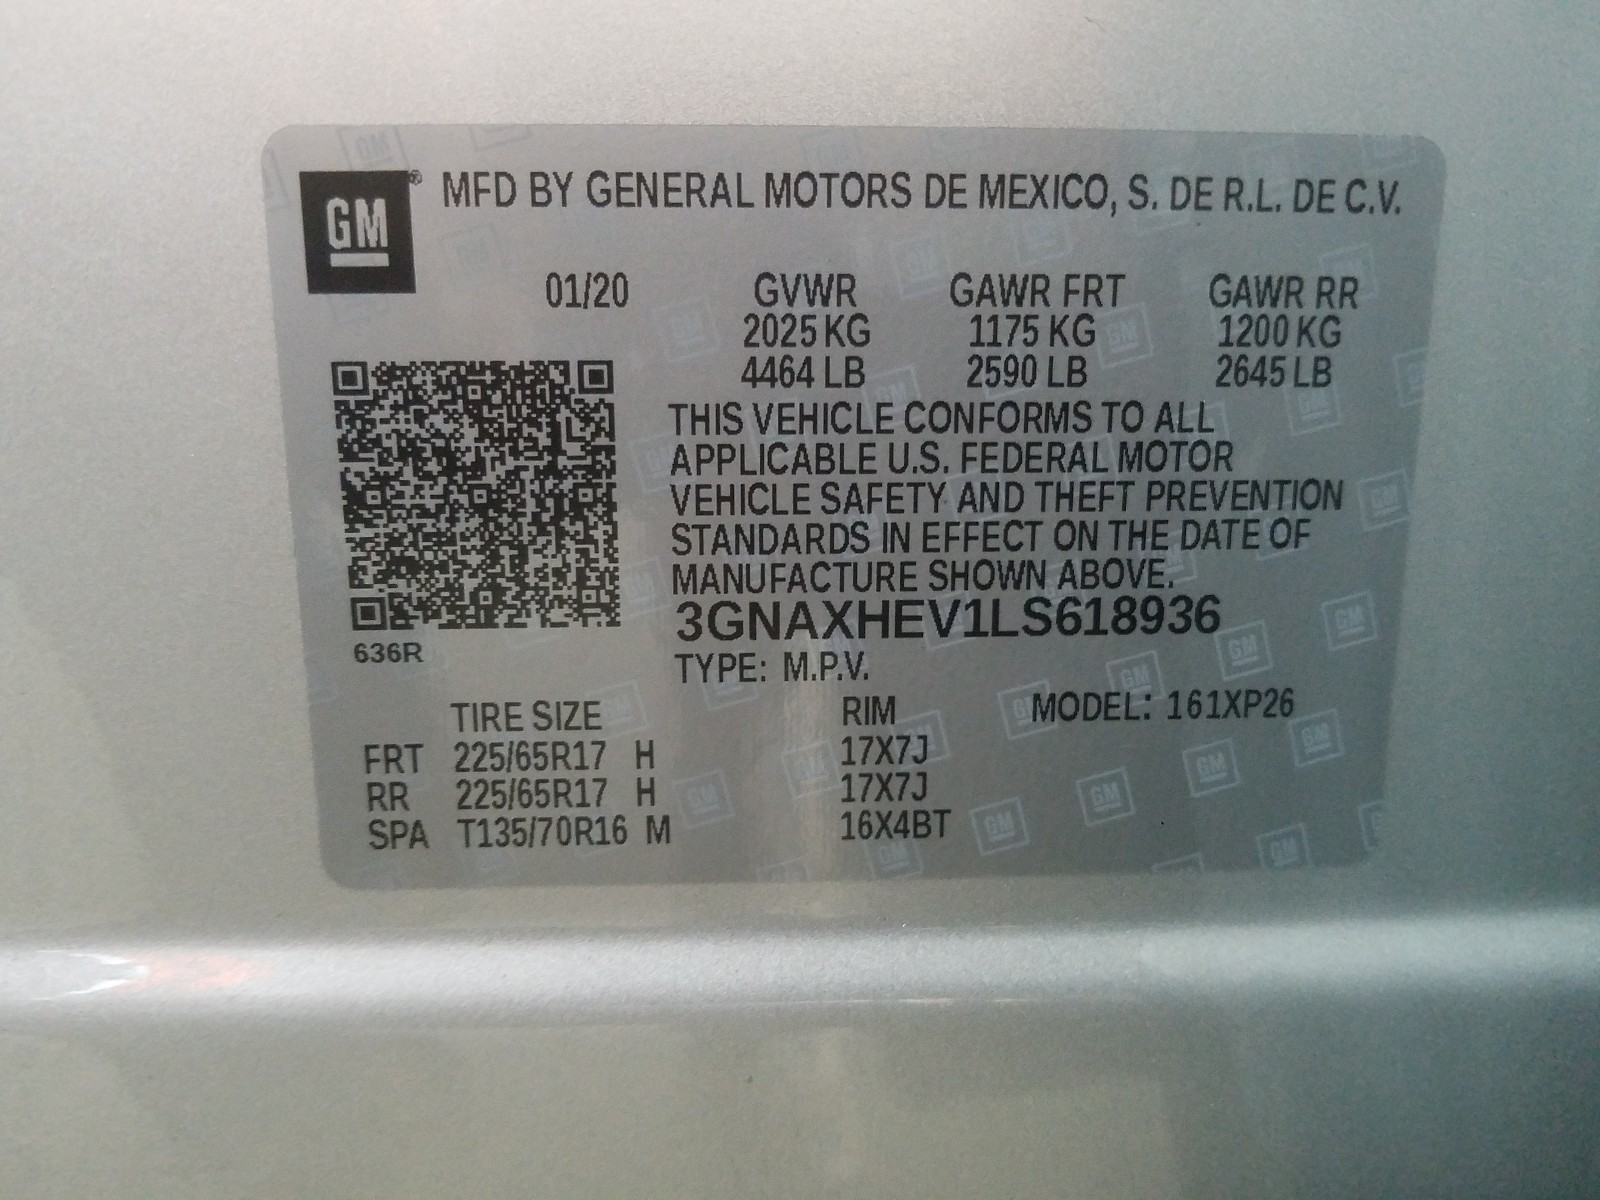 GM ® MFD BY GENERAL MOTORS DE MEXICO, S. DE R.L. DE C.V.
01/20 GVWR GAWR FRT GAWR RR
2025 KG 1175 KG 1200 KG
4464 LB 2590 LB 2645 LB
THIS VEHICLE CONFORMS TO ALL
APPLICABLE U.S. FEDERAL MOTOR
VEHICLE SAFETY AND THEFT PREVENTION
STANDARDS IN EFFECT ON THE DATE OF
MANUFACTURE SHOWN ABOVE.
3GNAXHEV1LS618936
636R
TYPE: M.P.V.
TIRE SIZE RIM MODEL: 161XP26
FRT 225/65R17 H 17X7J
RR 225/65R17 H 17X7J
SPA T135/70R16 M 16X4BT